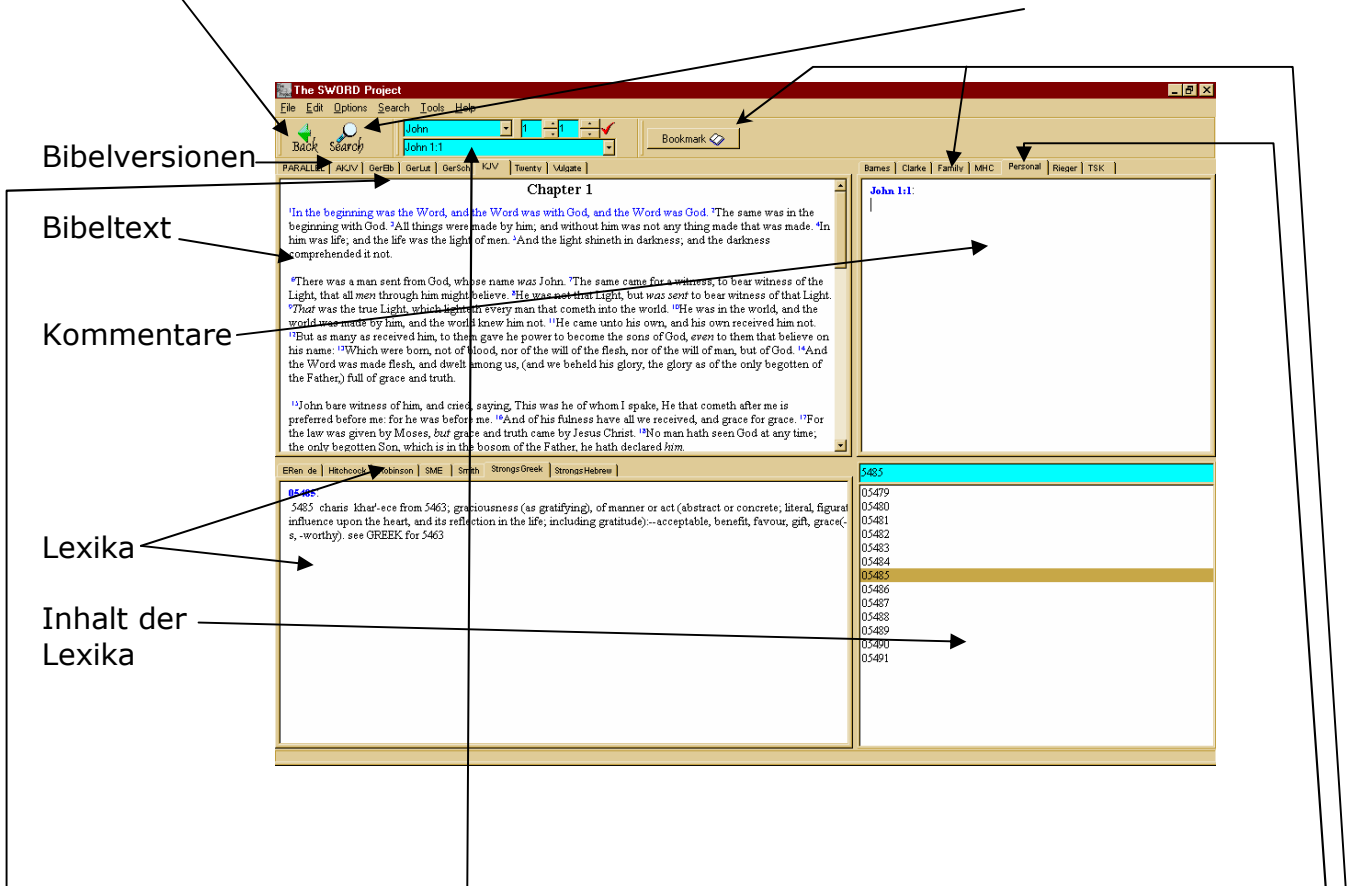 The SWORD Project
File Edit Options Search Tools Help
Back Search
John 1 1
John 1:1
Bookmark
Bibelversionen
PARALLEL AKJV GerElb GerLut GerSch KJV Twenty Vulgate
Barnes Clarke Family MHC Personal Rieger TSK
Chapter 1
John 1:1:
Bibeltext
1In the beginning was the Word, and the Word was with God, and the Word was God. 2The same was in the
beginning with God. 3All things were made by him; and without him was not any thing made that was made. 4In
him was life; and the life was the light of men. 5And the light shineth in darkness; and the darkness
comprehended it not.
6There was a man sent from God, whose name was John. 7The same came for a witness, to bear witness of the
Light, that all men through him might believe. 8He was not that Light, but was sent to bear witness of that Light.
9That was the true Light, which lighteth every man that cometh into the world. 10He was in the world, and the
world was made by him, and the world knew him not. 11He came unto his own, and his own received him not.
12But as many as received him, to them gave he power to become the sons of God, even to them that believe on
his name: 13Which were born, not of blood, nor of the will of the flesh, nor of the will of man, but of God. 14And
the Word was made flesh, and dwelt among us, (and we beheld his glory, the glory as of the only begotten of
the Father,) full of grace and truth.
15John bare witness of him, and cried, saying, This was he of whom I spake, He that cometh after me is
preferred before me: for he was before me. 16And of his fulness have all we received, and grace for grace. 17For
the law was given by Moses, but grace and truth came by Jesus Christ. 18No man hath seen God at any time;
the only begotten Son, which is in the bosom of the Father, he hath declared him.
Kommentare
ERen de Hitchcock Robinson SME Smith StrongsGreek StrongsHebrew
05485:
5485 charis khar'-ece from 5463; graciousness (as gratifying), of manner or act (abstract or concrete; literal, figurat
influence upon the heart, and its reflection in the life; including gratitude):--acceptable, benefit, favour, gift, grace(-
s, -worthy). see GREEK for 5463
Lexika
Inhalt der
Lexika
5485
05479
05480
05481
05482
05483
05484
05485
05486
05487
05488
05489
05490
05491